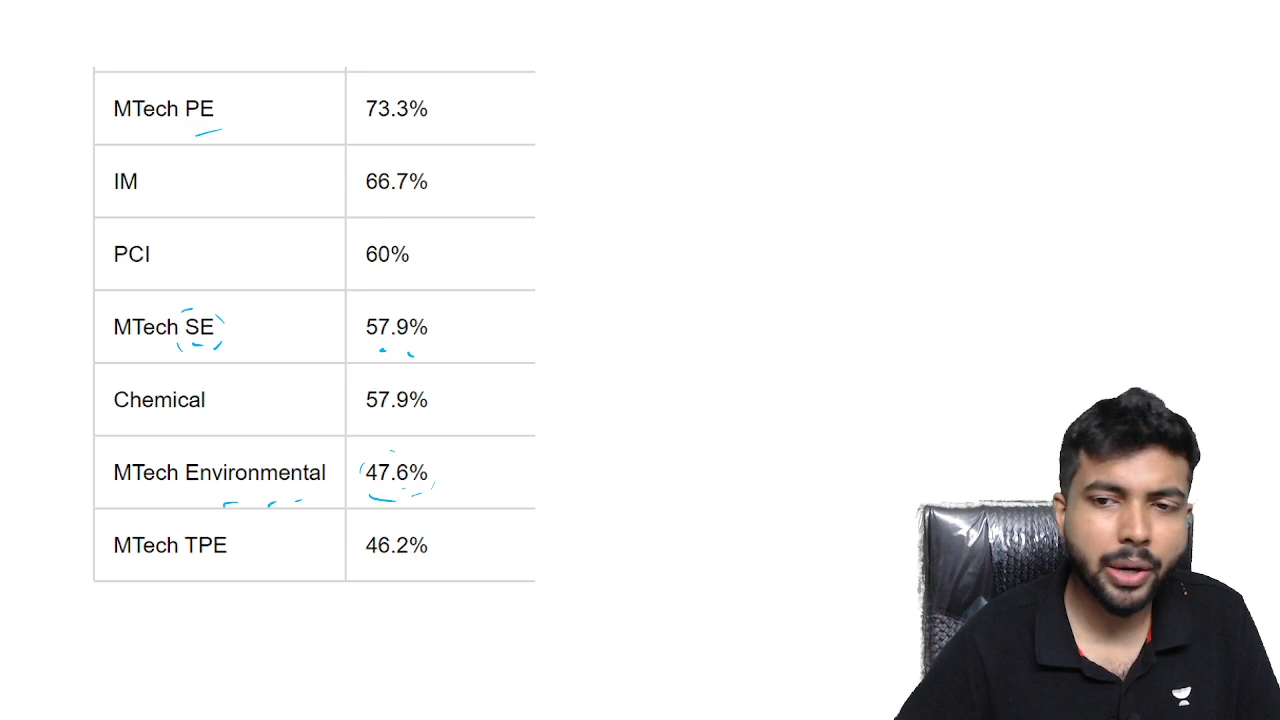 MTech PE 73.3%
IM 66.7%
PCI 60%
MTech SE 57.9%
Chemical 57.9%
MTech Environmental 47.6%
MTech TPE 46.2%